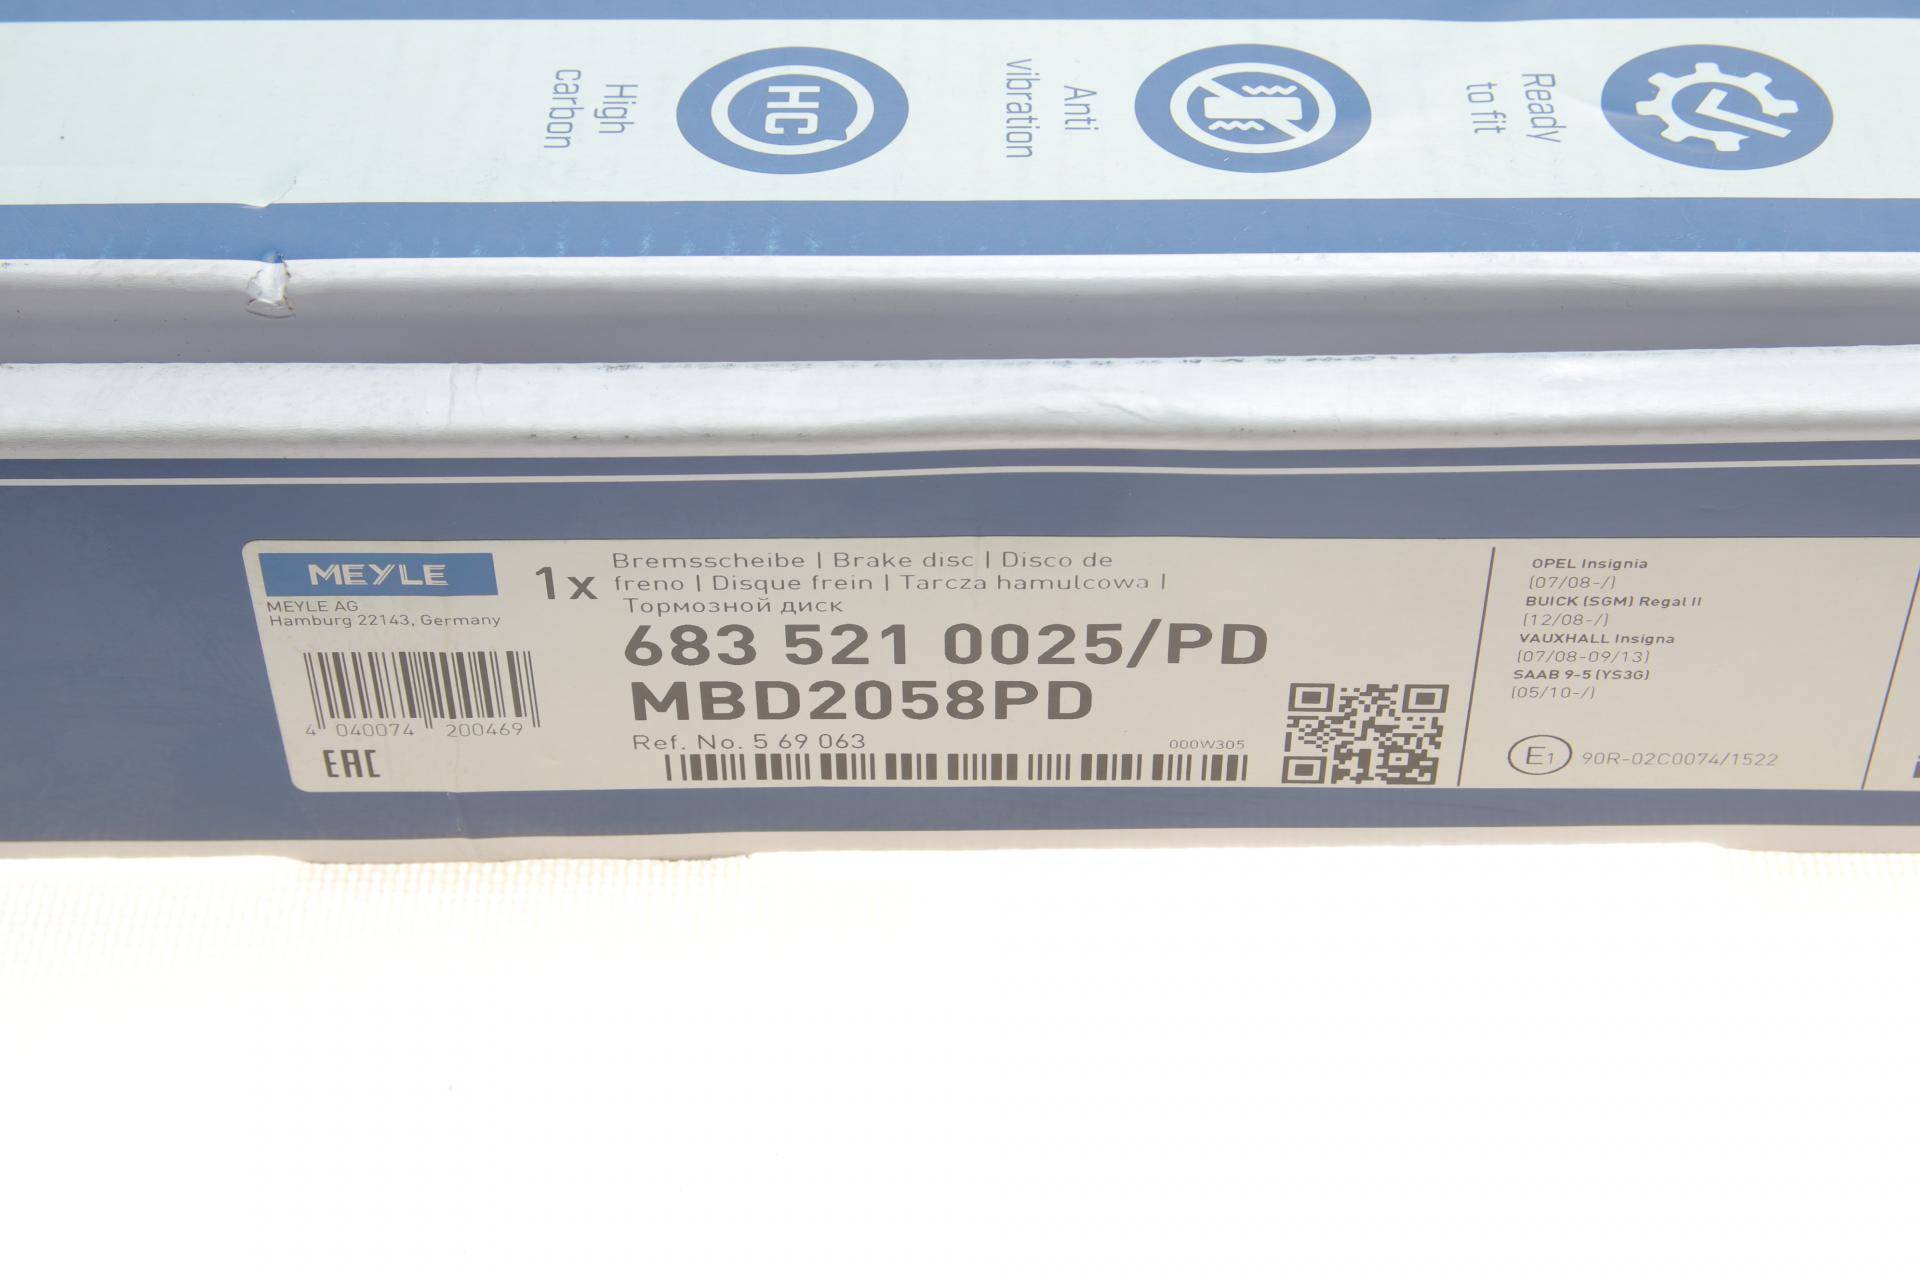 High
carbon
HC
Anti
vibration
Ready
to fit
MEYLE
MEYLE AG
Hamburg 22143, Germany
4 040074 200469
EAC
1x
Bremsscheibe | Brake disc | Disco de
freno | Disque frein | Tarcza hamulcowa |
Тормозной диск
683 521 0025/PD
MBD2058PD
Ref. No. 5 69 063
000W305
OPEL Insignia
(07/08-/)
BUICK (SGM) Regal II
(12/08-/)
VAUXHALL Insigna
(07/08-09/13)
SAAB 9-5 (YS3G)
(05/10-/)
E1 90R-02C0074/1522